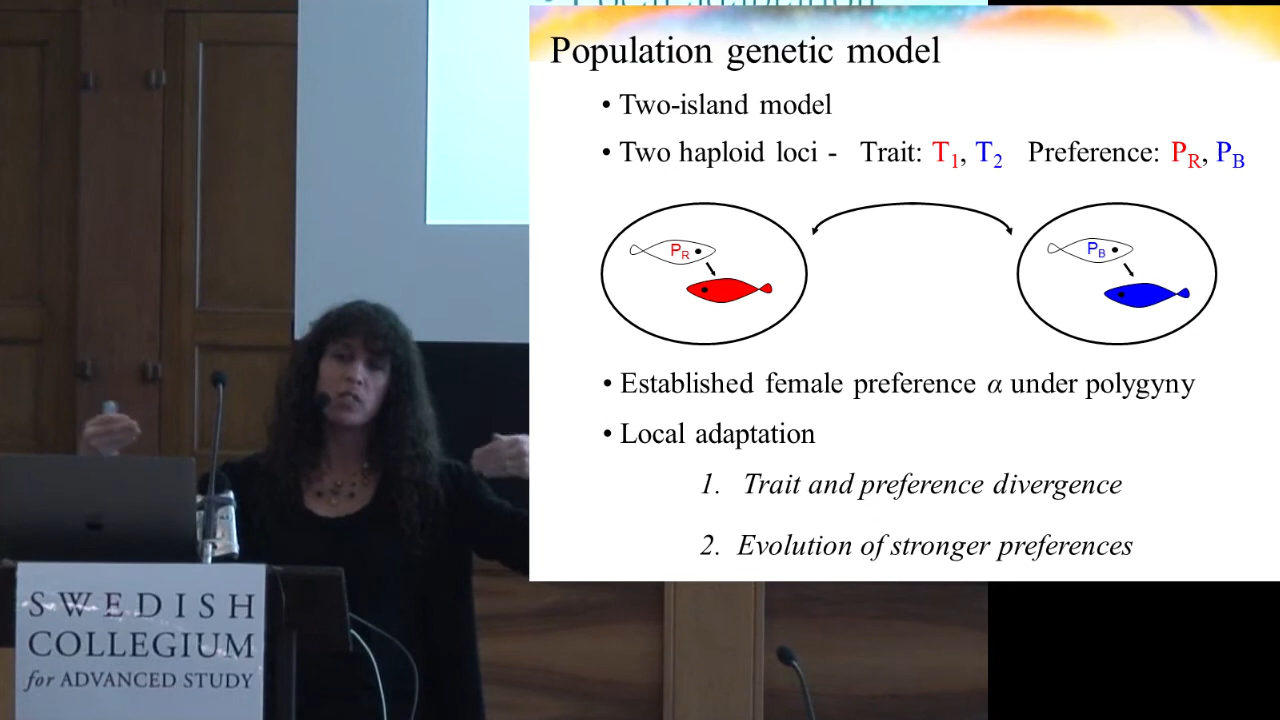 Population genetic model
• Two-island model
• Two haploid loci - Trait: T1, T2 Preference: PR, PB
PR
PB
• Established female preference α under polygyny
• Local adaptation
1. Trait and preference divergence
2. Evolution of stronger preferences
SWEDISH
COLLEGIUM
for ADVANCED STUDY